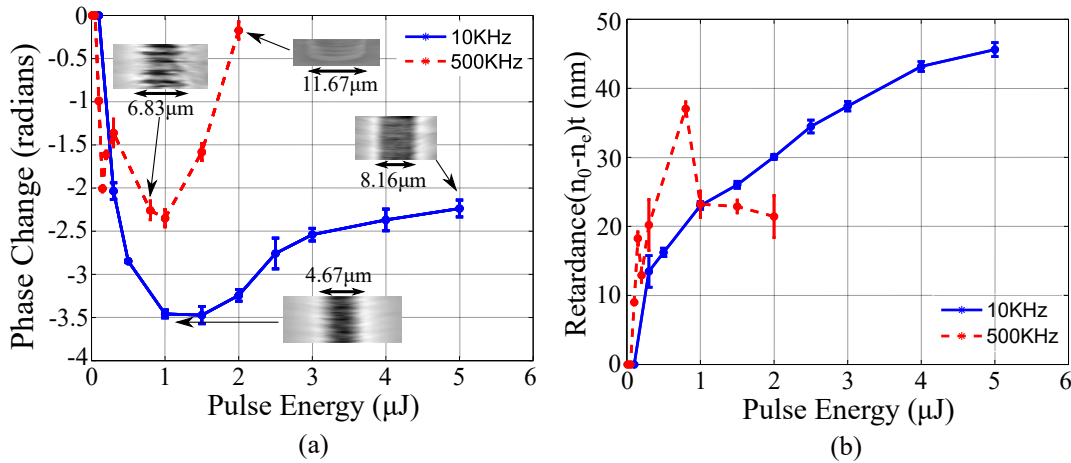 0
-0.5
-1
-1.5
-2
-2.5
-3
-3.5
-4
Phase Change (radians)
0
1
2
3
4
5
6
Pulse Energy (μJ)
10KHz
500KHz
6.83μm
11.67μm
8.16μm
4.67μm
(a)
50
40
30
20
10
0
Retardance(n0-ne)t (nm)
0
1
2
3
4
5
6
Pulse Energy (μJ)
10KHz
500KHz
(b)